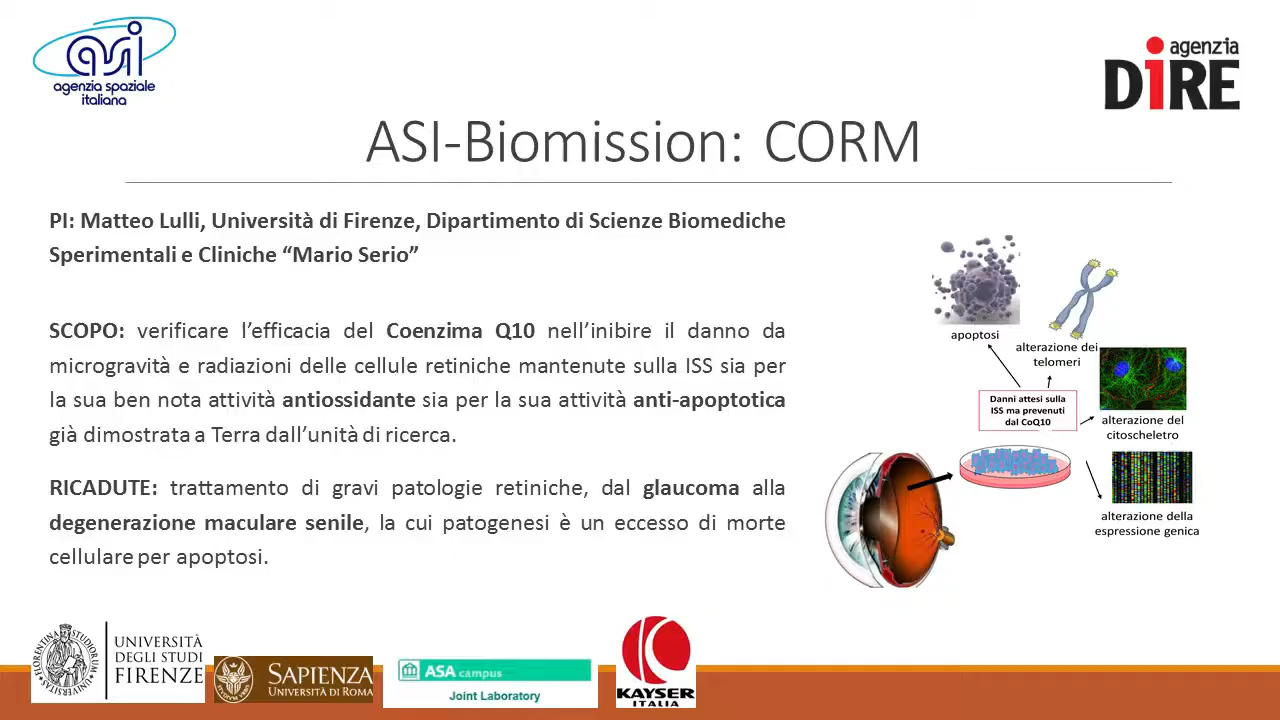 asi
agenzia spaziale
italiana
agenzia
DiRE
ASI-Biomission: CORM
PI: Matteo Lulli, Università di Firenze, Dipartimento di Scienze Biomediche
Sperimentali e Cliniche “Mario Serio”
SCOPO: verificare l’efficacia del Coenzima Q10 nell’inibire il danno da
microgravità e radiazioni delle cellule retiniche mantenute sulla ISS sia per
la sua ben nota attività antiossidante sia per la sua attività anti-apoptotica
già dimostrata a Terra dall’unità di ricerca.
RICADUTE: trattamento di gravi patologie retiniche, dal glaucoma alla
degenerazione maculare senile, la cui patogenesi è un eccesso di morte
cellulare per apoptosi.
apoptosi
alterazione dei
telomeri
Danni attesi sulla
ISS ma prevenuti
dal CoQ10
alterazione del
citoscheletro
alterazione della
espressione genica
UNIVERSITÀ
DEGLI STUDI
FIRENZE
SAPIENZA
UNIVERSITÀ DI ROMA
ASA campus
Joint Laboratory
KAYSER
ITALIA